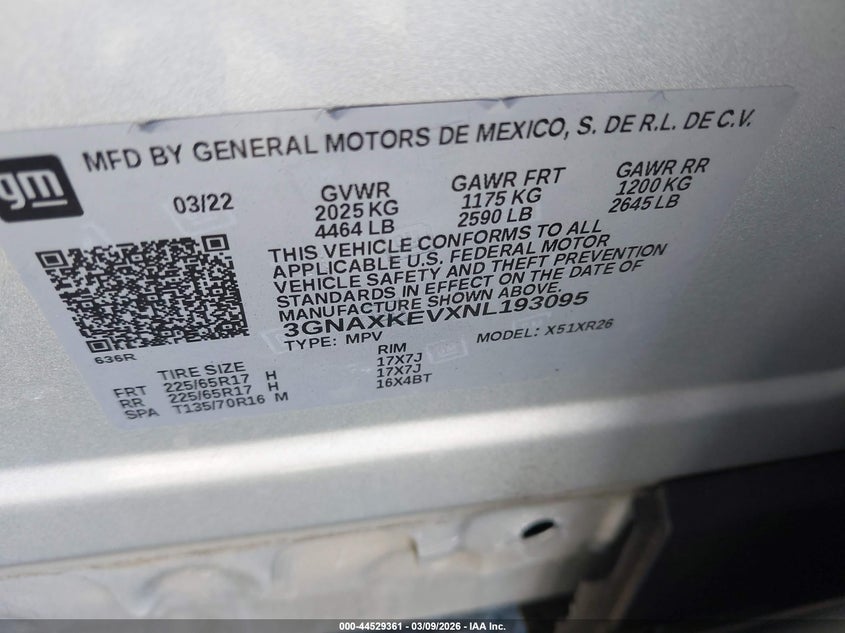 MFD BY GENERAL MOTORS DE MEXICO, S. DE R.L. DE C.V.
gm
03/22
GVWR
2025 KG
4464 LB
GAWR FRT
1175 KG
2590 LB
GAWR RR
1200 KG
2645 LB
THIS VEHICLE CONFORMS TO ALL
APPLICABLE U.S. FEDERAL MOTOR
VEHICLE SAFETY AND THEFT PREVENTION
STANDARDS IN EFFECT ON THE DATE OF
MANUFACTURE SHOWN ABOVE.
3GNAXKEVXNL193095
TYPE: MPV
MODEL: X51XR26
636R
TIRE SIZE
RIM
FRT 225/65R17 H 17X7J
RR 225/65R17 H 17X7J
SPA T135/70R16 M 16X4BT
000-44529361 | 03/09/2026 - IAA Inc.